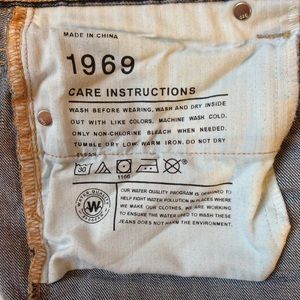 MADE IN CHINA
1969
CARE INSTRUCTIONS
WASH BEFORE WEARING, WASH AND DRY INSIDE
OUT WITH LIKE COLORS, MACHINE WASH COLD.
ONLY NON-CHLORINE BLEACH WHEN NEEDED.
TUMBLE DRY LOW, WARM IRON. DO NOT DRY
CLEAN.
30
1166
WATER QUALITY
W
OUR WATER QUALITY PROGRAM IS DESIGNED TO
HELP FIGHT WATER POLLUTION IN PLACES WHERE
WE MAKE OUR CLOTHES, WE ARE WORKING
TO ENSURE THE WATER USED TO WASH THESE
JEANS DOES NOT HARM THE ENVIRONMENT.